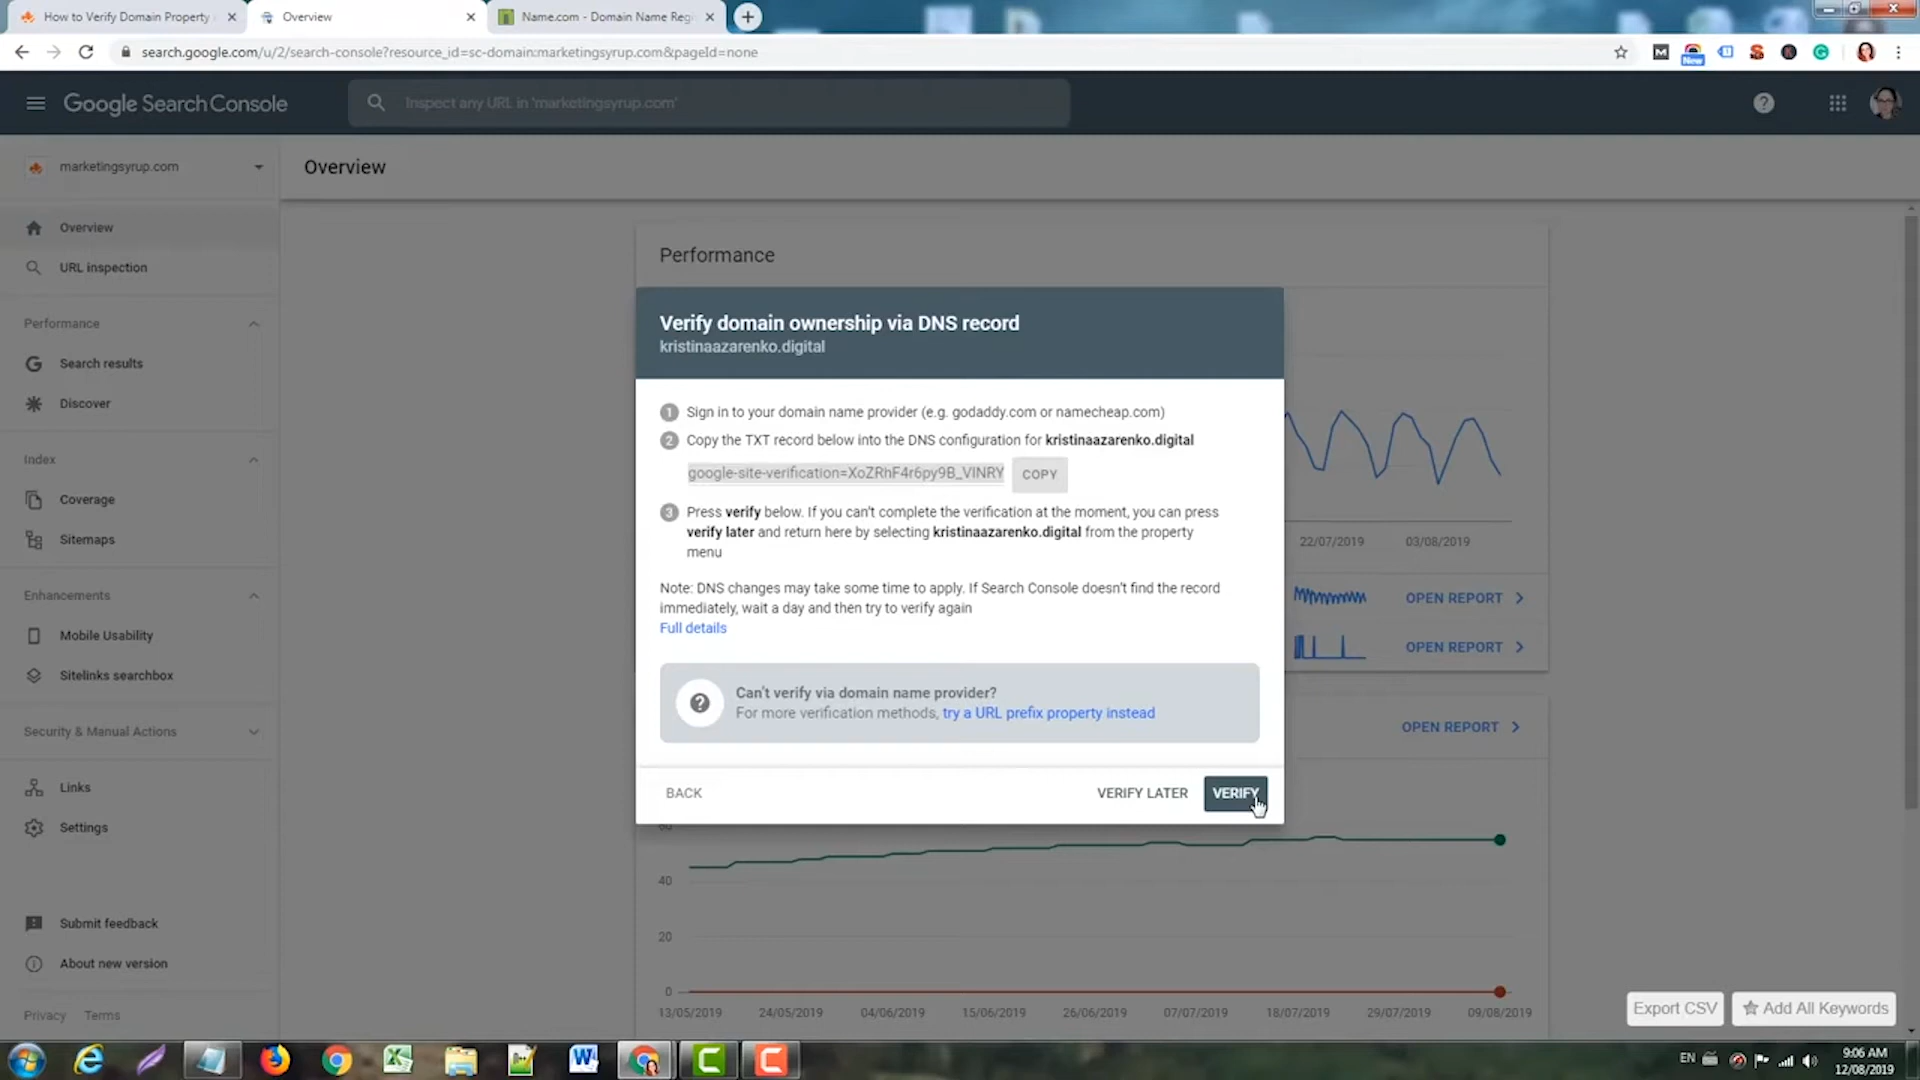 How to Verify Domain Property
Overview
Name.com - Domain Name Regi
search.google.com/u/2/search-console?resource_id=sc-domain:marketingsyrup.com&pageId=none
New
Google Search Console
Inspect any URL in 'marketingsyrup.com'
marketingsyrup.com
Overview
Overview
URL inspection
Performance
Search results
Discover
Index
Coverage
Sitemaps
Enhancements
Mobile Usability
Sitelinks searchbox
Security & Manual Actions
Links
Settings
Submit feedback
About new version
Privacy Terms
Performance
Verify domain ownership via DNS record
kristinaazarenko.digital
1 Sign in to your domain name provider (e.g. godaddy.com or namecheap.com)
2 Copy the TXT record below into the DNS configuration for kristinaazarenko.digital
google-site-verification=XoZRhF4r6py9B_VINRY COPY
3 Press verify below. If you can't complete the verification at the moment, you can press
verify later and return here by selecting kristinaazarenko.digital from the property
menu
Note: DNS changes may take some time to apply. If Search Console doesn't find the record
immediately, wait a day and then try to verify again
Full details
Can't verify via domain name provider?
For more verification methods, try a URL prefix property instead
BACK VERIFY LATER VERIFY
22/07/2019 03/08/2019
OPEN REPORT
OPEN REPORT
OPEN REPORT
60
40
20
0
13/05/2019 24/05/2019 04/06/2019 15/06/2019 26/06/2019 07/07/2019 18/07/2019 29/07/2019 09/08/2019
Export CSV Add All Keywords
EN
9:06 AM
12/08/2019